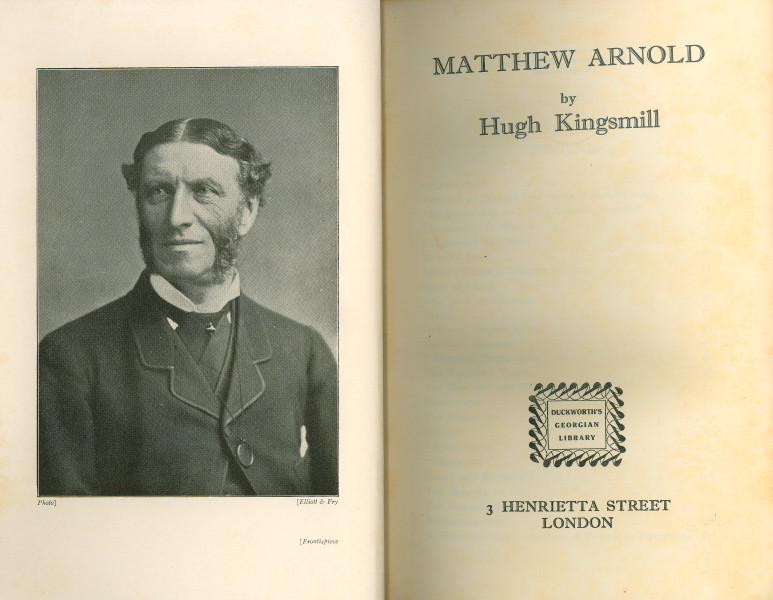 Photo]
[Elliott & Fry
[Frontispiece
MATTHEW ARNOLD
by
Hugh Kingsmill
DUCKWORTH'S
GEORGIAN
LIBRARY
3 HENRIETTA STREET
LONDON